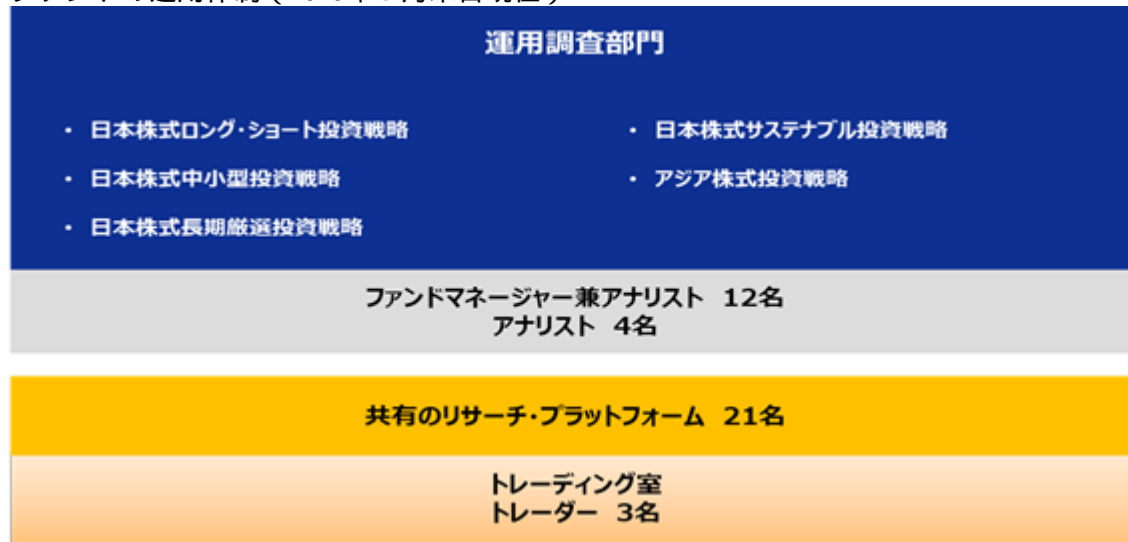 運用調査部門
・ 日本株式ロング・ショート投資戦略
・ 日本株式サステナブル投資戦略
・ 日本株式中小型投資戦略
・ アジア株式投資戦略
・ 日本株式長期厳選投資戦略
ファンドマネージャー兼アナリスト 12名
アナリスト 4名
共有のリサーチ・プラットフォーム 21名
トレーディング室
トレーダー 3名